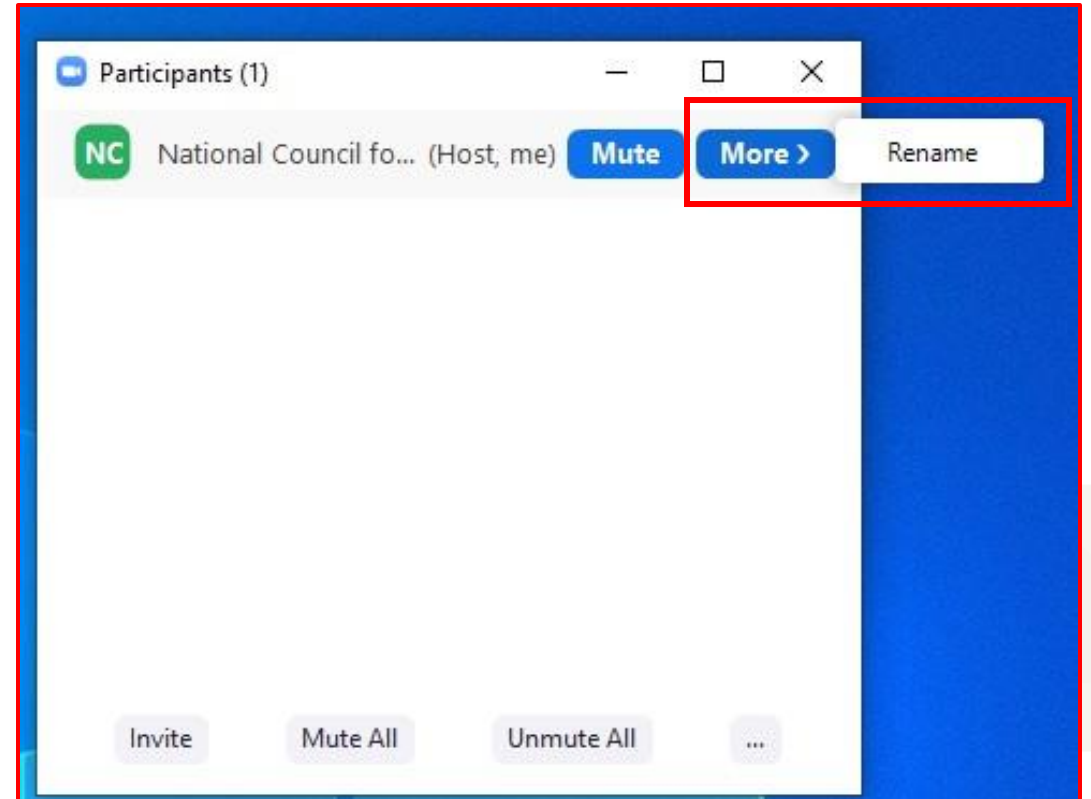 Participants (1)
NC National Council fo... (Host, me) Mute More > Rename
Invite Mute All Unmute All ...